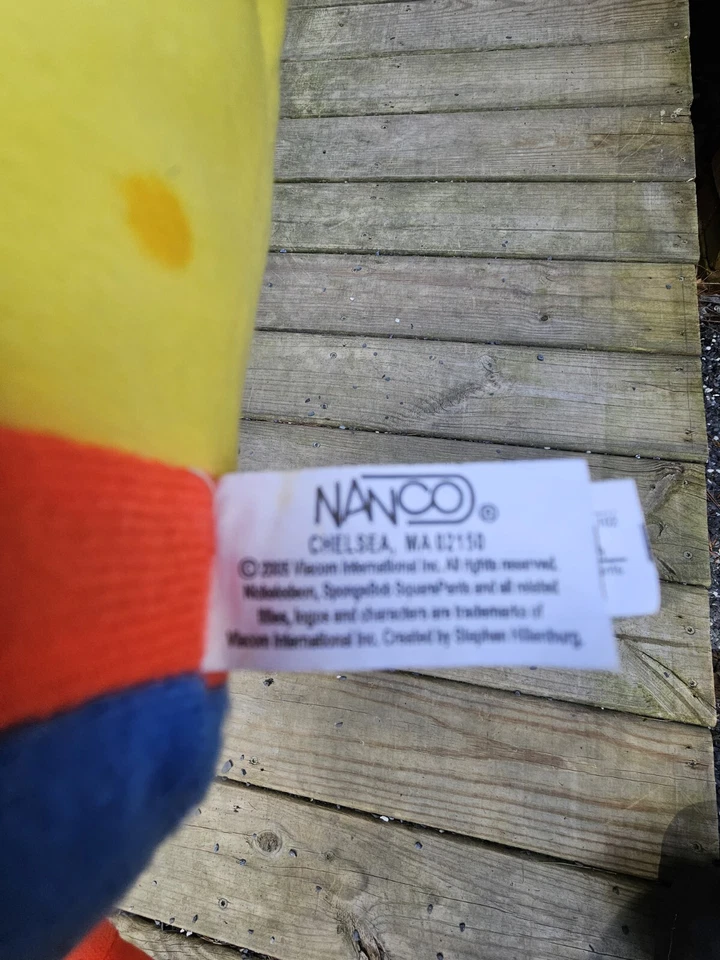 NANCO ©
CHELSEA, MA 02150
© Viacom International Inc. All rights reserved.
Nickelodeon, SpongeBob SquarePants and all related
titles, logos and characters are trademarks of
Viacom International Inc. Created by Stephen Hillenburg.